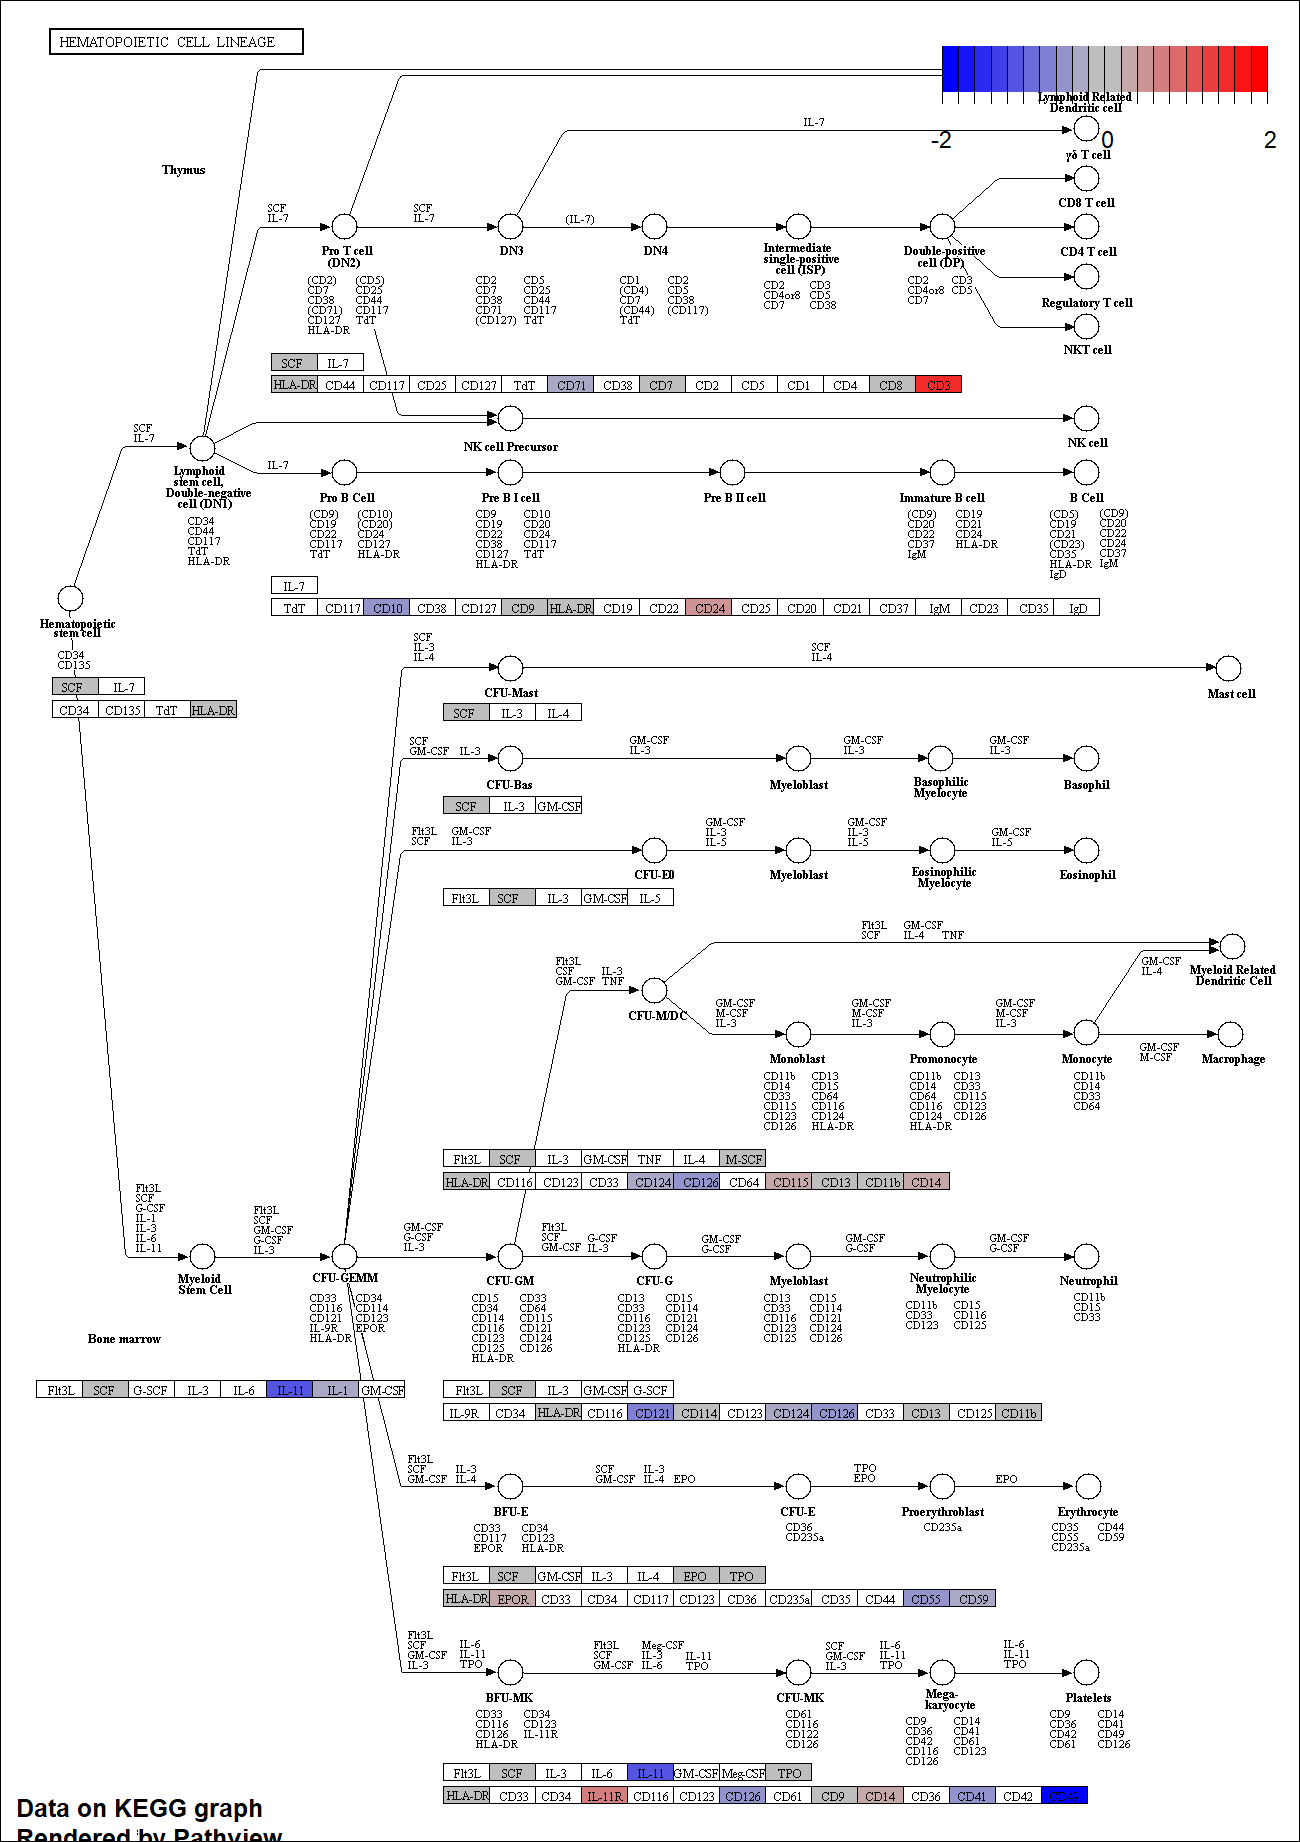 HEMATOPOIETIC CELL LINEAGE
-2 0 2
Lymphoid Related
Dendritic cell
IL-7
γδ T cell
Thymus
CD8 T cell
SCF
IL-7
SCF
IL-7
(IL-7)
Pro T cell
(DN2)
DN3
DN4
Intermediate
single-positive
cell (ISP)
Double-positive
cell (DP)
CD4 T cell
Regulatory T cell
NKT cell
(CD2) (CD5)
CD7 CD25
CD38 CD44
(CD71) CD117
CD127 TdT
HLA-DR
CD2 CD5
CD7 CD25
CD38 CD44
CD71 CD117
(CD127) TdT
CD1 CD2
(CD4) CD5
CD7 CD38
(CD44) (CD117)
TdT
CD2 CD3
CD4or8 CD5
CD7 CD38
CD2 CD3
CD4or8 CD5
CD7
SCF IL-7
HLA-DR CD44 CD117 CD25 CD127 TdT CD71 CD38 CD7 CD2 CD5 CD1 CD4 CD8 CD3
SCF
IL-7
NK cell Precursor
NK cell
IL-7
Lymphoid
stem cell,
Double-negative
cell (DN1)
CD34
CD44
CD117
TdT
HLA-DR
Pro B Cell
Pre B I cell
Pre B II cell
Immature B cell
B Cell
(CD9) (CD10)
CD19 (CD20)
CD22 CD24
CD117 CD127
TdT HLA-DR
CD9 CD10
CD19 CD20
CD22 CD24
CD38 CD117
CD127 TdT
HLA-DR
(CD9) CD19
CD20 CD21
CD22 CD24
CD37 HLA-DR
IgM
(CD5) (CD9)
CD19 CD20
CD21 CD22
(CD23) CD24
CD35 CD37
HLA-DR IgM
IgD
IL-7
TdT CD117 CD10 CD38 CD127 CD9 HLA-DR CD19 CD22 CD24 CD25 CD20 CD21 CD37 IgM CD23 CD35 IgD
Hematopoietic
stem cell
CD34
CD135
SCF IL-7
CD34 CD135 TdT HLA-DR
SCF
IL-3
IL-4
SCF
IL-4
CFU-Mast
Mast cell
SCF IL-3 IL-4
SCF
GM-CSF IL-3
GM-CSF
IL-3
GM-CSF
IL-3
GM-CSF
IL-3
CFU-Bas
Myeloblast
Basophilic
Myelocyte
Basophil
SCF IL-3 GM-CSF
Flt3L GM-CSF
SCF IL-3
GM-CSF
IL-3
IL-5
GM-CSF
IL-3
IL-5
GM-CSF
IL-5
CFU-E0
Myeloblast
Eosinophilic
Myelocyte
Eosinophil
Flt3L SCF IL-3 GM-CSF IL-5
Flt3L GM-CSF
SCF IL-4 TNF
Flt3L
CSF IL-3
GM-CSF TNF
GM-CSF
IL-4
Myeloid Related
Dendritic Cell
CFU-M/DC
GM-CSF
M-CSF
IL-3
GM-CSF
M-CSF
IL-3
GM-CSF
M-CSF
IL-3
GM-CSF
M-CSF
Monoblast
Promonocyte
Monocyte
Macrophage
CD11b CD13
CD14 CD15
CD33 CD64
CD115 CD116
CD123 CD124
CD126 HLA-DR
CD11b CD13
CD14 CD33
CD64 CD115
CD116 CD123
CD124 CD126
HLA-DR
CD11b
CD14
CD33
CD64
Flt3L SCF IL-3 GM-CSF TNF IL-4 M-SCF
HLA-DR CD116 CD123 CD33 CD124 CD126 CD64 CD115 CD13 CD11b CD14
Flt3L
SCF
G-CSF
IL-1
IL-3
IL-6
IL-11
Flt3L
SCF
GM-CSF
G-CSF
IL-3
GM-CSF
G-CSF
IL-3
Flt3L
SCF G-CSF
GM-CSF IL-3
GM-CSF
G-CSF
GM-CSF
G-CSF
GM-CSF
G-CSF
Myeloid
Stem Cell
CFU-GEMM
CFU-GM
CFU-G
Myeloblast
Neutrophilic
Myelocyte
Neutrophil
CD33 CD34
CD116 CD114
CD121 CD123
IL-9R EPOR
HLA-DR
CD15 CD33
CD34 CD64
CD114 CD115
CD116 CD121
CD123 CD124
CD125 CD126
HLA-DR
CD13 CD15
CD33 CD114
CD116 CD121
CD123 CD124
CD125 CD126
HLA-DR
CD13 CD15
CD33 CD114
CD116 CD121
CD123 CD124
CD125 CD126
CD11b CD15
CD33 CD116
CD123 CD125
CD11b
CD15
CD33
Bone marrow
Flt3L SCF G-SCF IL-3 IL-6 IL-11 IL-1 GM-CSF
Flt3L SCF IL-3 GM-CSF G-SCF
IL-9R CD34 HLA-DR CD116 CD121 CD114 CD123 CD124 CD126 CD33 CD13 CD125 CD11b
Flt3L
SCF IL-3
GM-CSF IL-4
SCF IL-3
GM-CSF IL-4 EPO
TPO
EPO
EPO
BFU-E
CFU-E
Proerythroblast
Erythrocyte
CD33 CD34
CD117 CD123
EPOR HLA-DR
CD36
CD235a
CD235a
CD35 CD44
CD55 CD59
CD235a
Flt3L SCF GM-CSF IL-3 IL-4 EPO TPO
HLA-DR EPOR CD33 CD34 CD117 CD123 CD36 CD235a CD35 CD44 CD55 CD59
Flt3L
SCF IL-6
GM-CSF IL-11
IL-3 TPO
Flt3L Meg-CSF
SCF IL-3 IL-11
GM-CSF IL-6 TPO
SCF IL-6
GM-CSF IL-11
IL-3 TPO
IL-6
IL-11
TPO
BFU-MK
CFU-MK
Mega-
karyocyte
Platelets
CD33 CD34
CD116 CD123
CD126 IL-11R
HLA-DR
CD61
CD116
CD122
CD126
CD9 CD14
CD36 CD41
CD42 CD61
CD116 CD123
CD126
CD9 CD14
CD36 CD41
CD42 CD49
CD61 CD126
Flt3L SCF IL-3 IL-6 IL-11 GM-CSF Meg-CSF TPO
HLA-DR CD33 CD34 IL-11R CD116 CD123 CD126 CD61 CD9 CD14 CD36 CD41 CD42 CD49
Data on KEGG graph
Rendered by Pathview